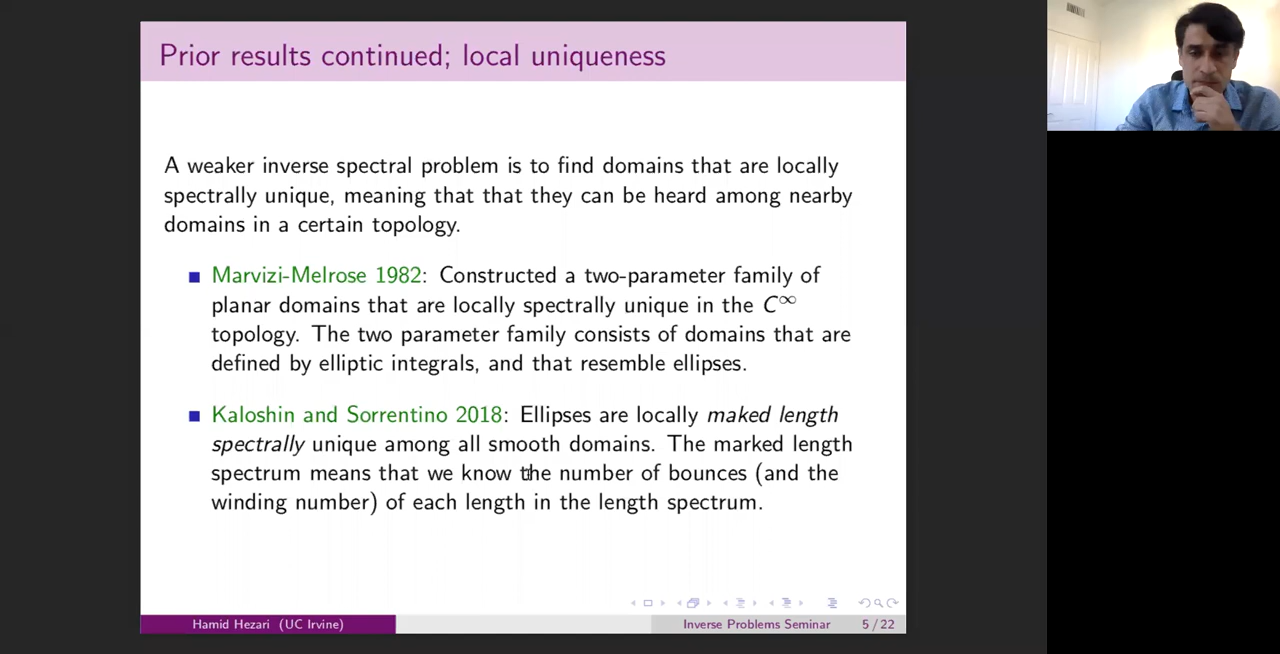 Prior results continued; local uniqueness
A weaker inverse spectral problem is to find domains that are locally
spectrally unique, meaning that that they can be heard among nearby
domains in a certain topology.
Marvizi-Melrose 1982: Constructed a two-parameter family of
planar domains that are locally spectrally unique in the C∞
topology. The two parameter family consists of domains that are
defined by elliptic integrals, and that resemble ellipses.
Kaloshin and Sorrentino 2018: Ellipses are locally maked length
spectrally unique among all smooth domains. The marked length
spectrum means that we know the number of bounces (and the
winding number) of each length in the length spectrum.
Hamid Hezari (UC Irvine) Inverse Problems Seminar 5 / 22